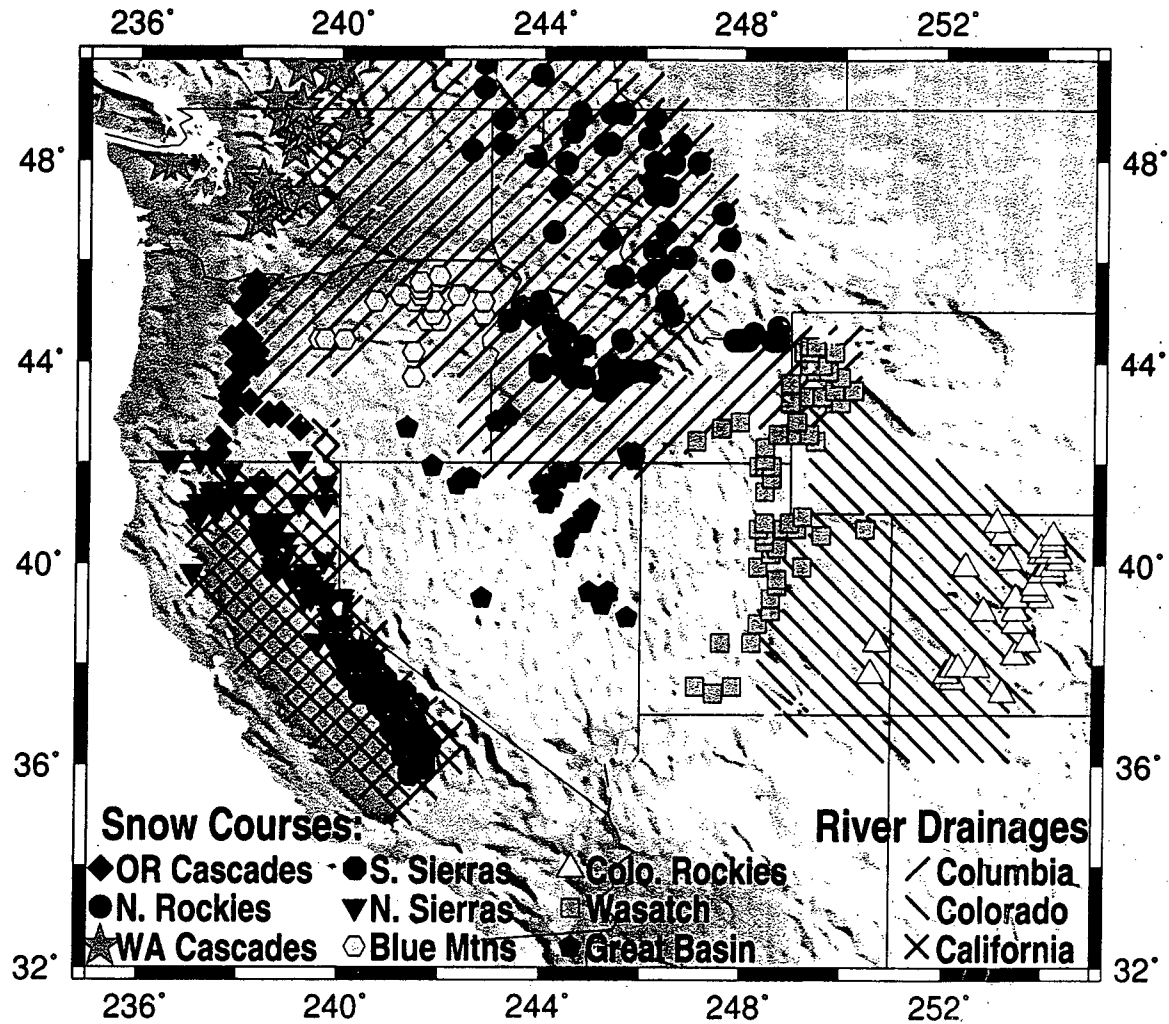 236° 240° 244° 248° 252°
48° 48°
44° 44°
40° 40°
36° 36°
Snow Courses: River Drainages
OR Cascades S. Sierras Colo. Rockies Columbia
N. Rockies N. Sierras Wasatch Colorado
WA Cascades Blue Mtns Great Basin California
32° 32°
236° 240° 244° 248° 252°